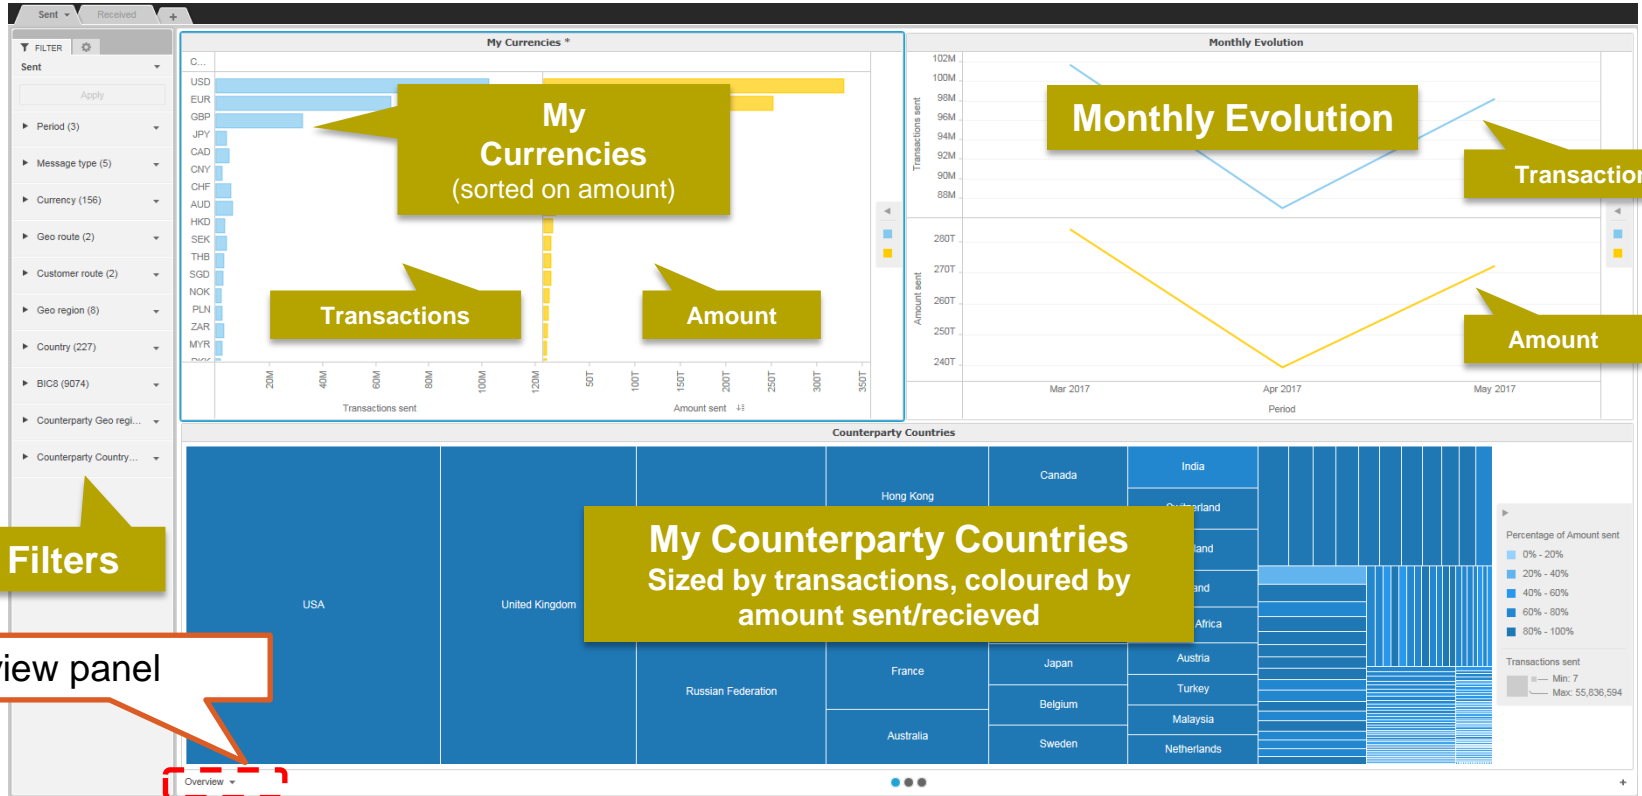 Sent
Received
+
FILTER
Sent
Apply
Period (3)
Message type (5)
Currency (156)
Geo route (2)
Customer route (2)
Geo region (8)
Country (227)
BIC8 (9074)
Counterparty Geo regi...
Counterparty Country...
Filters
view panel
My Currencies *
C...
USD
EUR
GBP
JPY
CAD
CNY
CHF
AUD
HKD
SEK
THB
SGD
NOK
PLN
ZAR
MYR
My
Currencies
(sorted on amount)
Transactions
Amount
20M
40M
60M
80M
100M
120M
50T
100T
150T
200T
250T
300T
350T
Transactions sent
Amount sent
Monthly Evolution
102M
100M
98M
96M
94M
92M
90M
88M
Transactions sent
Monthly Evolution
Transaction
280T
270T
260T
250T
240T
Amount sent
Amount
Mar 2017
Apr 2017
May 2017
Period
Counterparty Countries
USA
United Kingdom
Russian Federation
Hong Kong
France
Australia
Canada
Japan
Belgium
Sweden
India
Switzerland
land
and
Africa
Austria
Turkey
Malaysia
Netherlands
My Counterparty Countries
Sized by transactions, coloured by
amount sent/recieved
Percentage of Amount sent
0% - 20%
20% - 40%
40% - 60%
60% - 80%
80% - 100%
Transactions sent
Min: 7
Max: 55,836,594
Overview
+